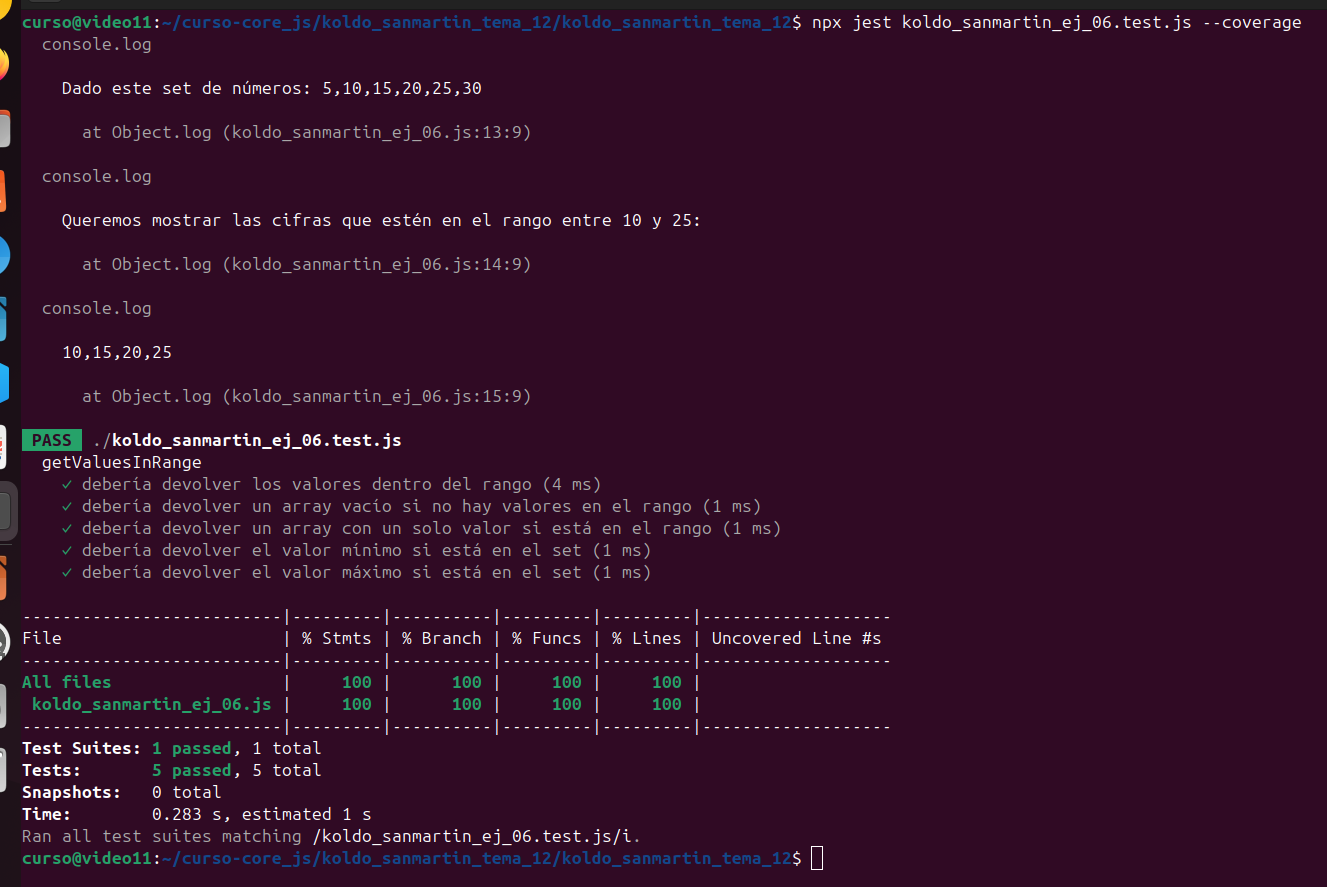 curso@video11:~/curso-core_js/koldo_sanmartin_tema_12/koldo_sanmartin_tema_12$ npx jest koldo_sanmartin_ej_06.test.js --coverage
console.log
Dado este set de números: 5,10,15,20,25,30
at Object.log (koldo_sanmartin_ej_06.js:13:9)
console.log
Queremos mostrar las cifras que estén en el rango entre 10 y 25:
at Object.log (koldo_sanmartin_ej_06.js:14:9)
console.log
10,15,20,25
at Object.log (koldo_sanmartin_ej_06.js:15:9)
PASS ./koldo_sanmartin_ej_06.test.js
getValuesInRange
✓ debería devolver los valores dentro del rango (4 ms)
✓ debería devolver un array vacío si no hay valores en el rango (1 ms)
✓ debería devolver un array con un solo valor si está en el rango (1 ms)
✓ debería devolver el valor mínimo si está en el set (1 ms)
✓ debería devolver el valor máximo si está en el set (1 ms)
--------------------------|---------|----------|---------|---------|-------------------
File                      | % Stmts | % Branch | % Funcs | % Lines | Uncovered Line #s
--------------------------|---------|----------|---------|---------|-------------------
All files                 |     100 |      100 |     100 |     100 |
koldo_sanmartin_ej_06.js |     100 |      100 |     100 |     100 |
--------------------------|---------|----------|---------|---------|-------------------
Test Suites: 1 passed, 1 total
Tests:       5 passed, 5 total
Snapshots:   0 total
Time:        0.283 s, estimated 1 s
Ran all test suites matching /koldo_sanmartin_ej_06.test.js/i.
curso@video11:~/curso-core_js/koldo_sanmartin_tema_12/koldo_sanmartin_tema_12$